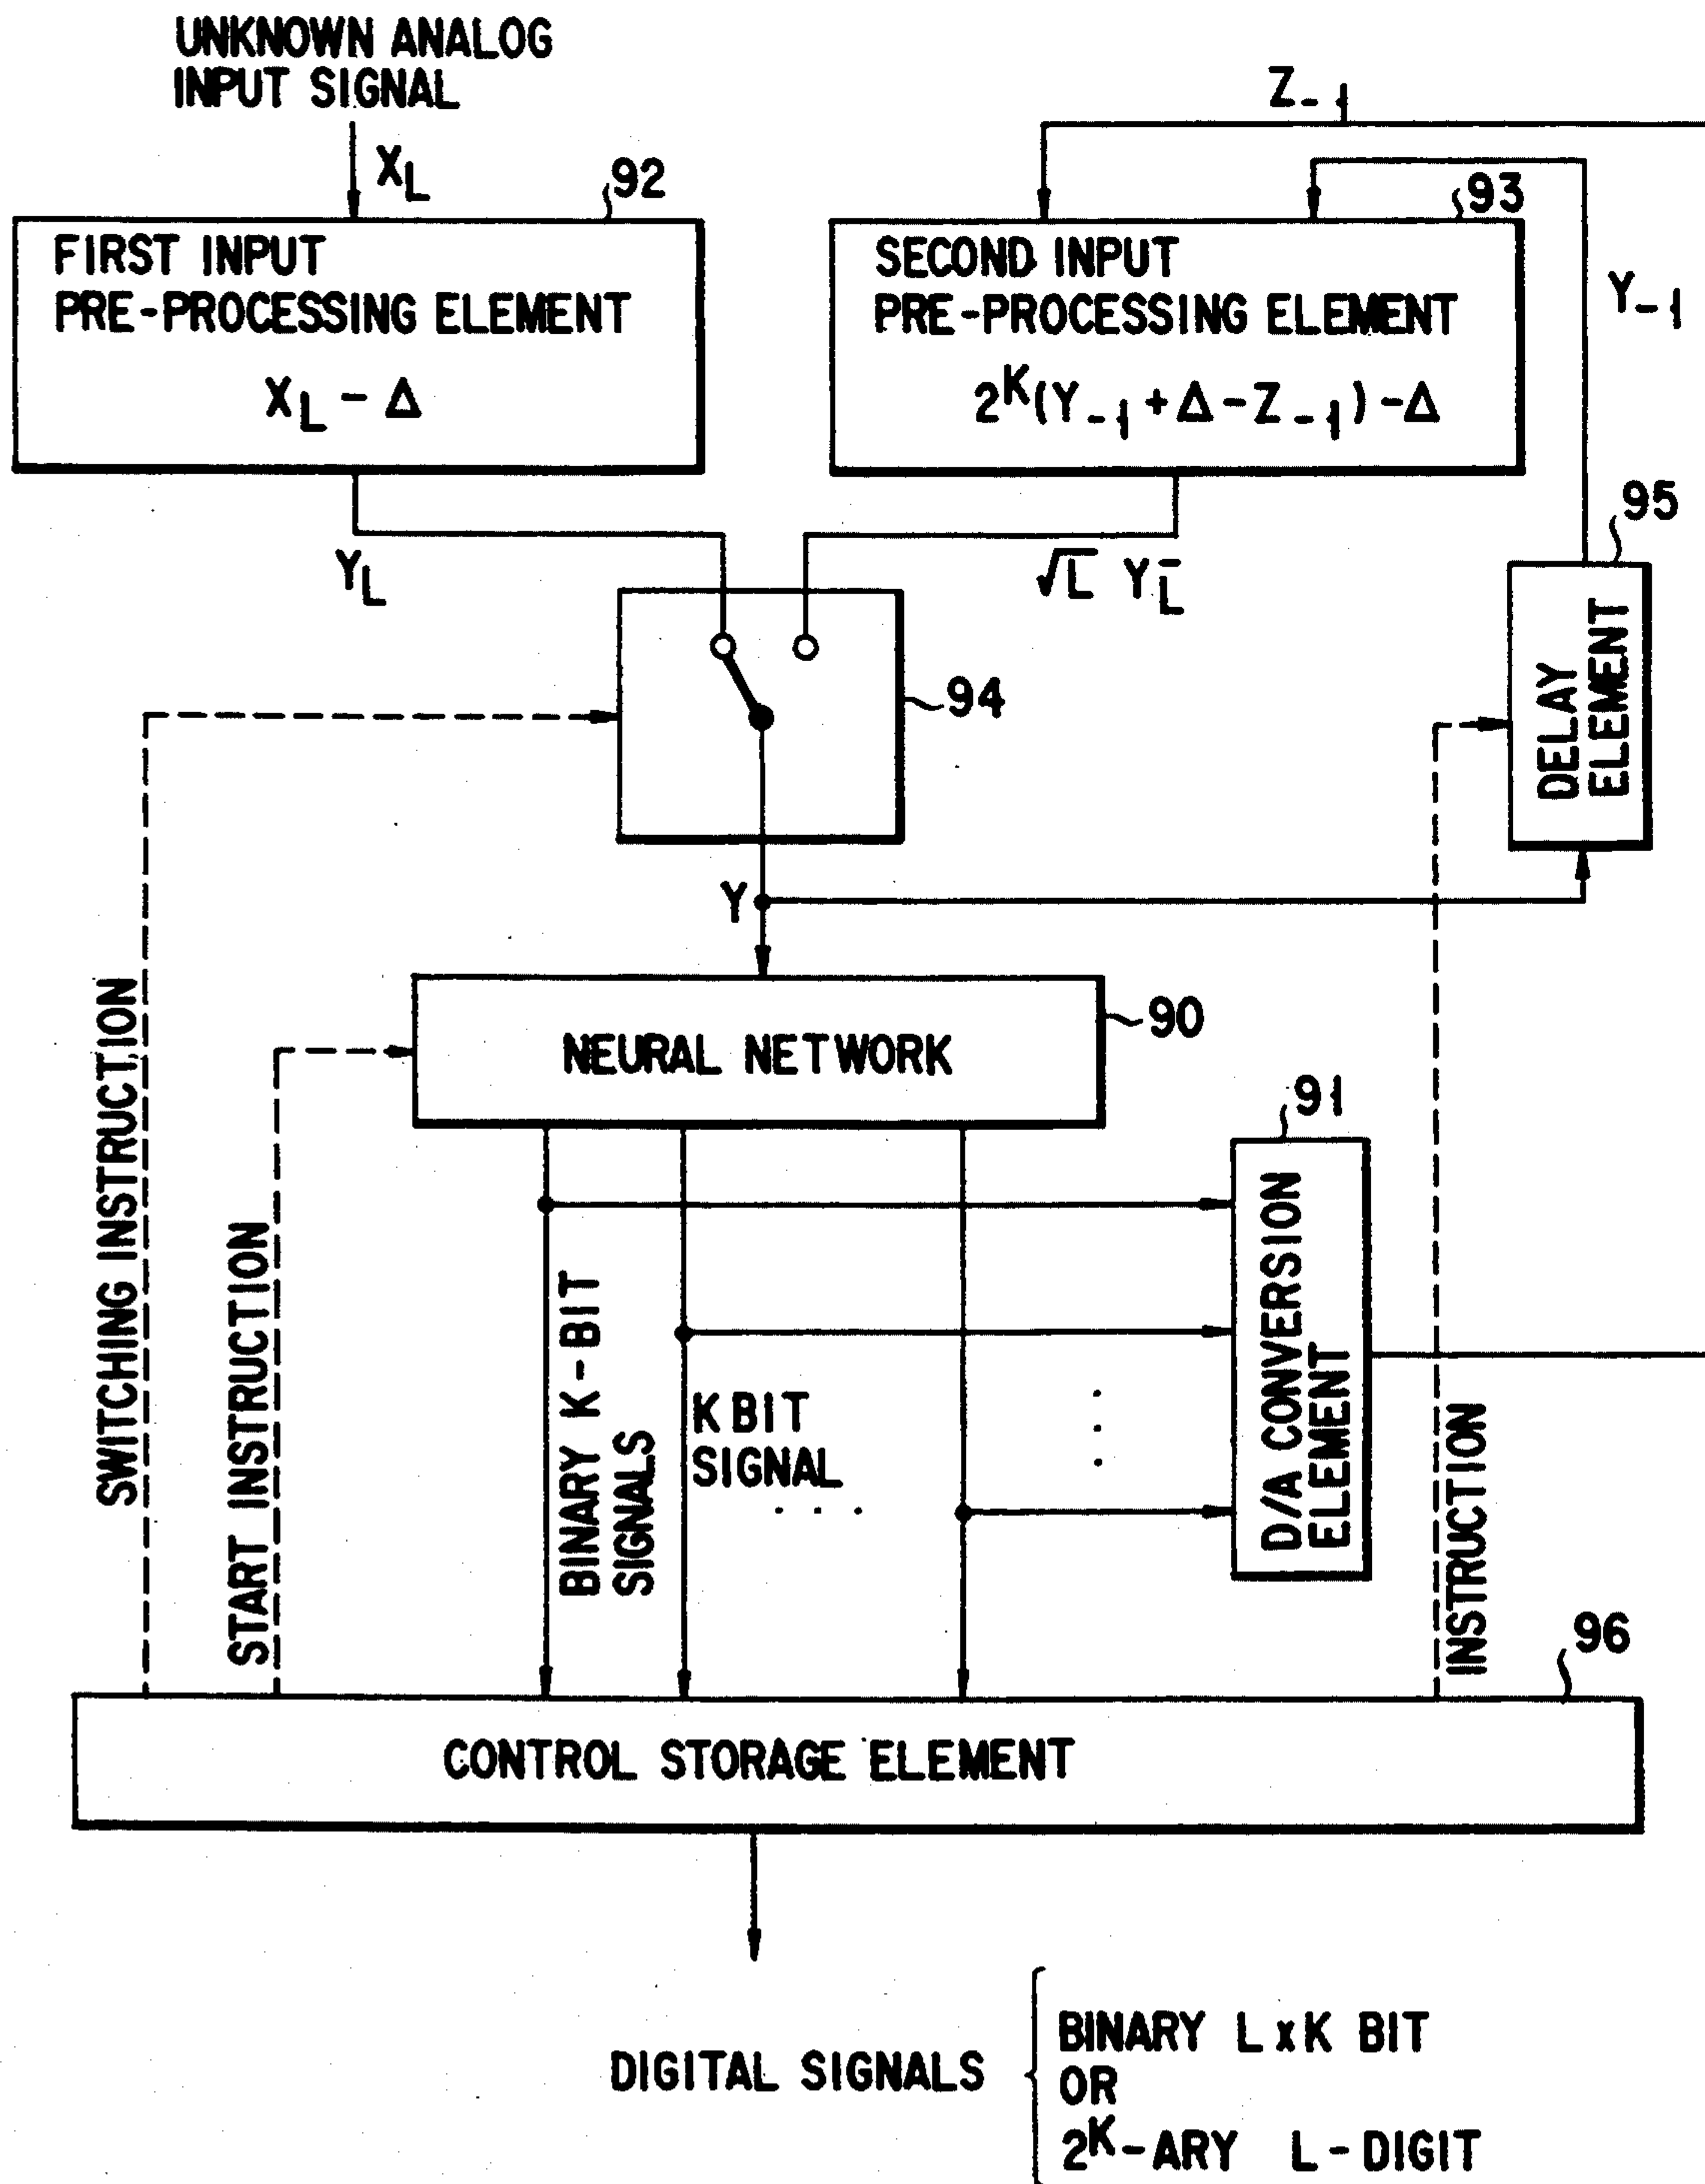 UNKNOWN ANALOG
INPUT SIGNAL
X_L
92
FIRST INPUT
PRE-PROCESSING ELEMENT
X_L - Δ
Z_-1
93
SECOND INPUT
PRE-PROCESSING ELEMENT
2^K(Y_-1 + Δ - Z_-1) - Δ
Y_-1
95
DELAY
ELEMENT
Y_L
√L Y_L̄
94
Y
SWITCHING INSTRUCTION
START INSTRUCTION
NEURAL NETWORK
90
91
D/A CONVERSION
ELEMENT
BINARY K-BIT
SIGNALS
K BIT
SIGNAL
. . .
INSTRUCTION
96
CONTROL STORAGE ELEMENT
DIGITAL SIGNALS
BINARY L x K BIT
OR
2^K-ARY L-DIGIT